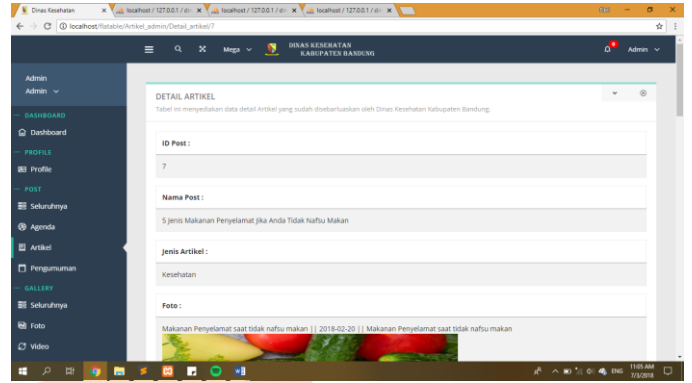 Dinas Kesehatan
localhost / 127.0.0.1 / di
localhost / 127.0.0.1 / di
localhost / 127.0.0.1 / di
localhost/flatable/Artikel_admin/Detail_artikel/7
Mega
DINAS KESEHATAN
KABUPATEN BANDUNG
Admin
Admin
Admin
DASHBOARD
Dashboard
PROFILE
Profile
POST
Seluruhnya
Agenda
Artikel
Pengumuman
GALLERY
Seluruhnya
Foto
Video
DETAIL ARTIKEL
Tabel ini menyediakan data detail Artikel yang sudah disebarluaskan oleh Dinas Kesehatan Kabupaten Bandung.
ID Post :
7
Nama Post :
5 Jenis Makanan Penyelamat Jika Anda Tidak Nafsu Makan
Jenis Artikel :
Kesehatan
Foto :
Makanan Penyelamat saat tidak nafsu makan || 2018-02-20 || Makanan Penyelamat saat tidak nafsu makan
ENG
11:05 AM
7/3/2018